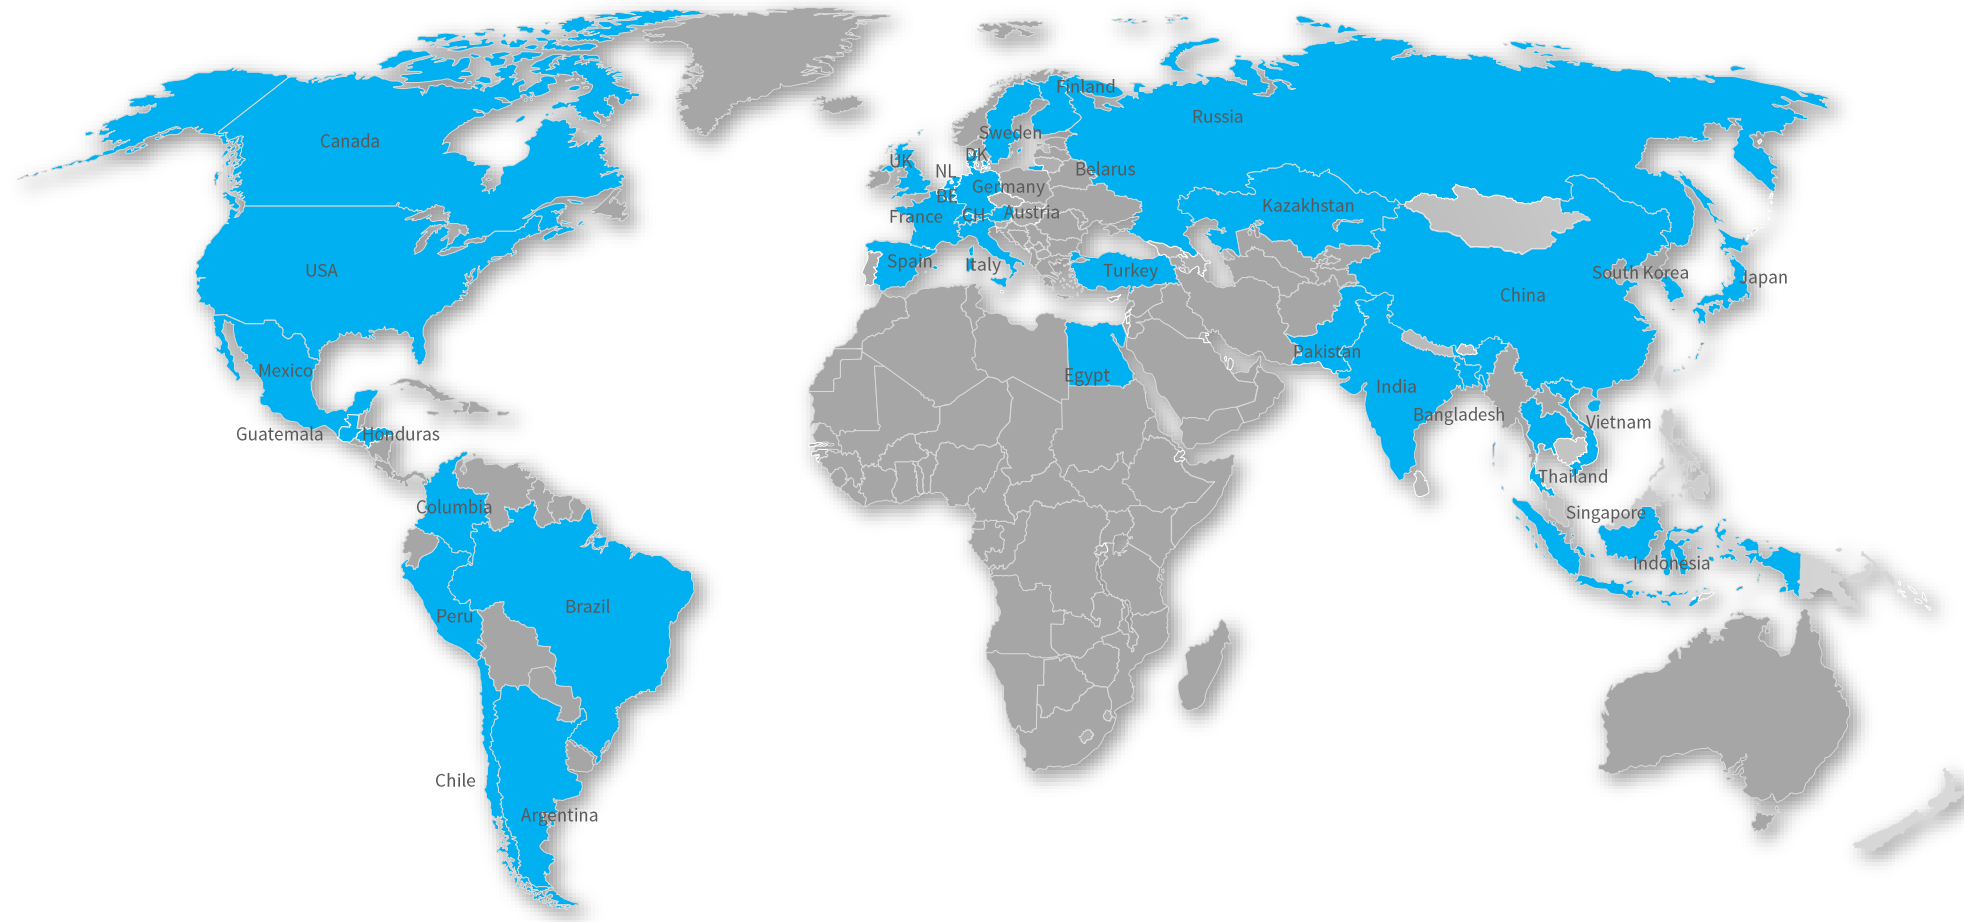 Finland
Russia
Canada
Sweden
DK
UK
NL
Belarus
Germany
BE
Kazakhstan
France
CH
Austria
USA
Spain
Italy
Turkey
South Korea
Japan
China
Mexico
Pakistan
Egypt
India
Bangladesh
Vietnam
Guatemala
Honduras
Thailand
Columbia
Singapore
Indonesia
Brazil
Peru
Chile
Argentina